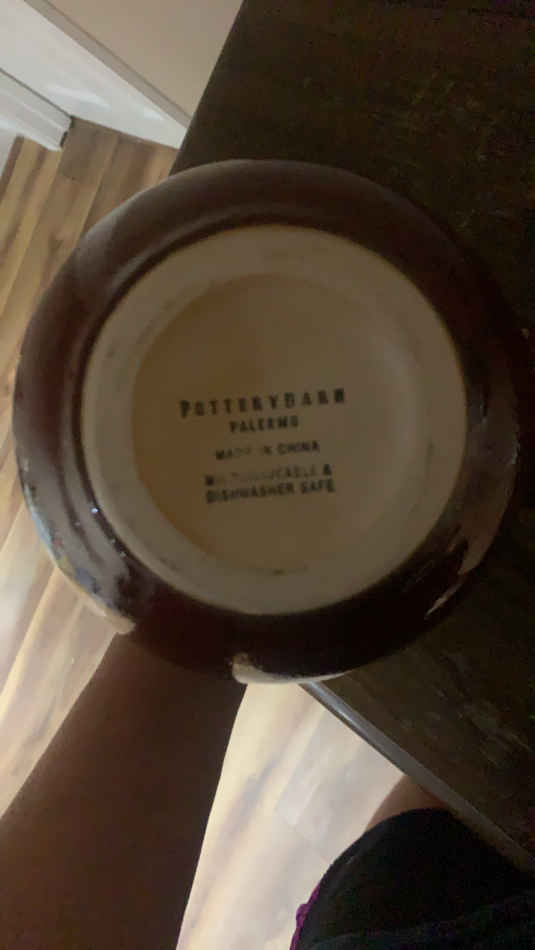 POTTERYBARN
PALERMO
MADE IN CHINA
&
DISHWASHER SAFE